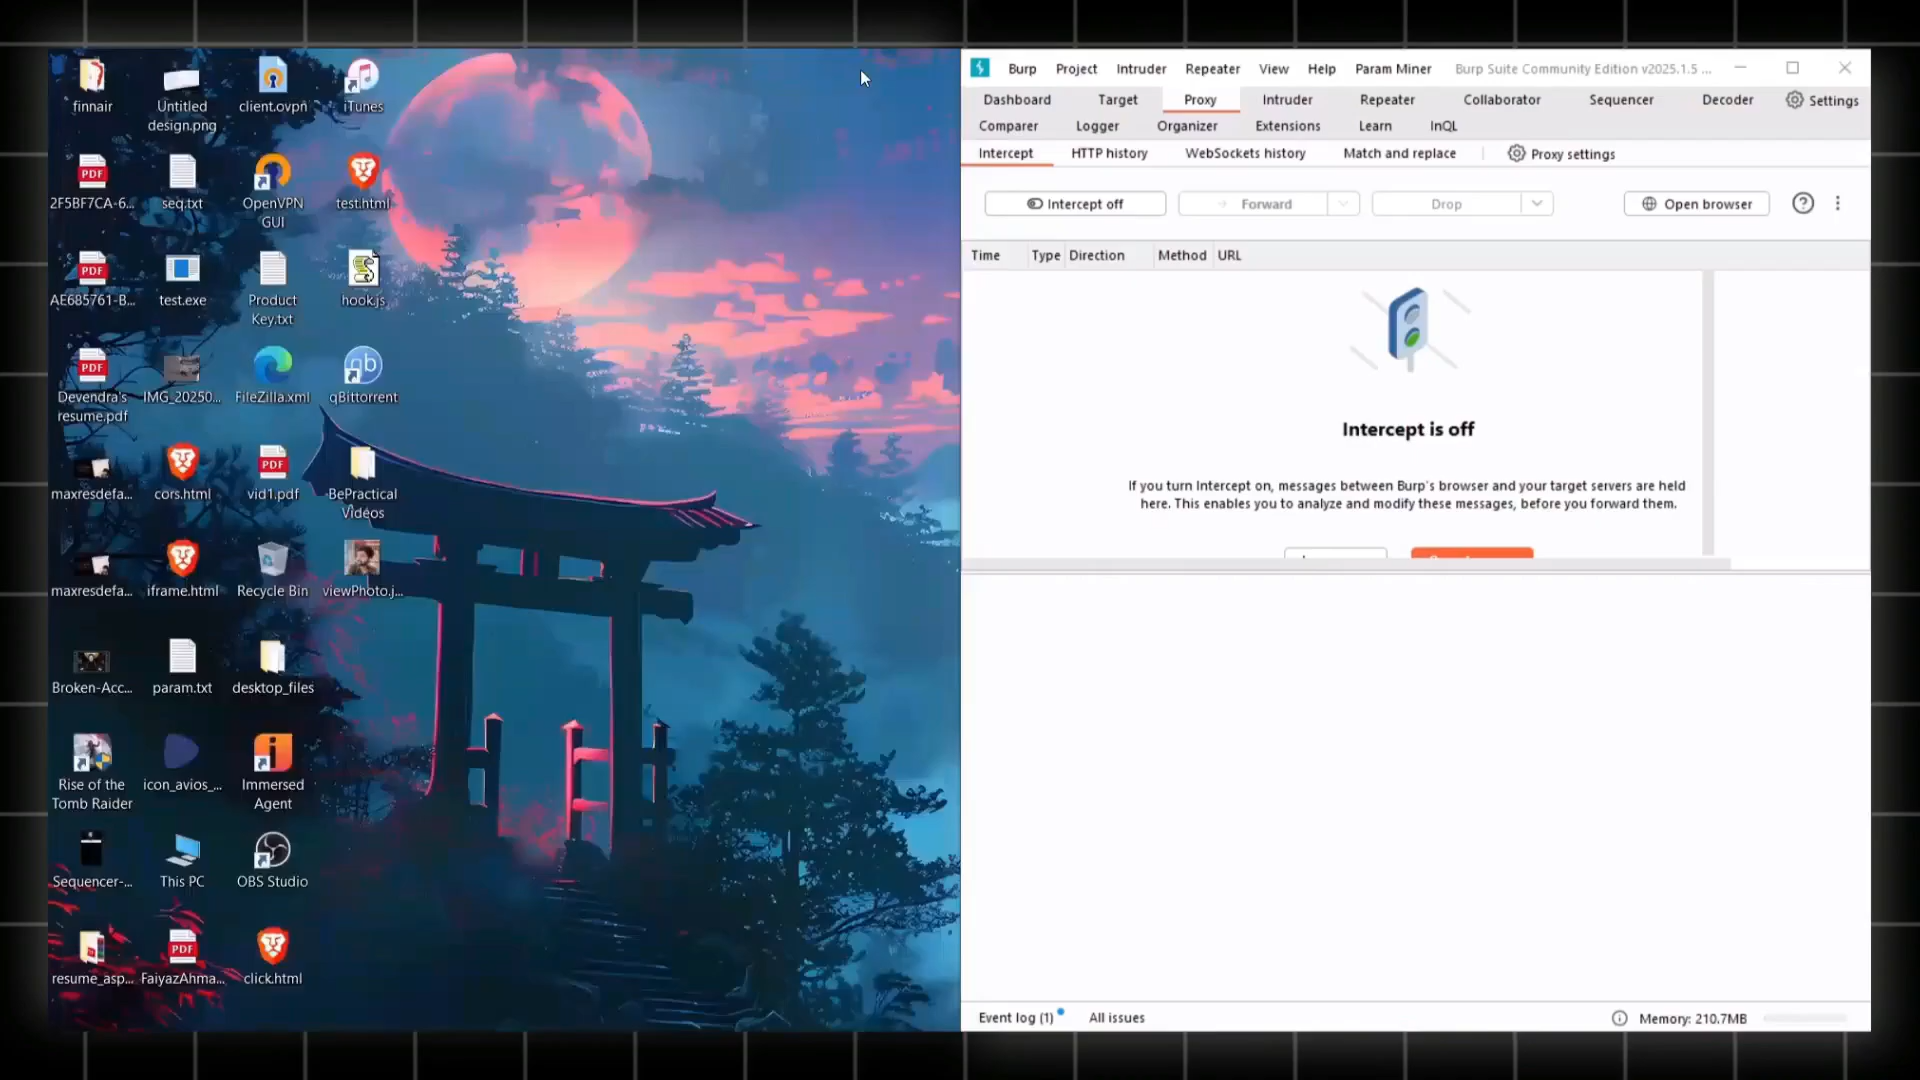 finnair
Untitled
design.png
client.ovpn
iTunes
2F5BF7CA-6...
seq.txt
OpenVPN
GUI
test.html
AE685761-B...
test.exe
Product
Key.txt
hook.js
Devendra's
resume.pdf
IMG_20250...
FileZilla.xml
qBittorrent
maxresdefa...
cors.html
vid1.pdf
BePractical
Videos
maxresdefa...
iframe.html
Recycle Bin
viewPhoto.j...
Broken-Acc...
param.txt
desktop_files
Rise of the
Tomb Raider
icon_avios_...
Immersed
Agent
Sequencer-...
This PC
OBS Studio
resume_asp...
FaiyazAhma...
click.html
PDF
PDF
PDF
PDF
PDF
qb
Burp Project Intruder Repeater View Help Param Miner Burp Suite Community Edition v2025.1.5 ...
Dashboard Target Proxy Intruder Repeater Collaborator Sequencer Decoder Settings
Comparer Logger Organizer Extensions Learn InQL
Intercept HTTP history WebSockets history Match and replace Proxy settings
Intercept off Forward Drop Open browser ?
Time Type Direction Method URL
Intercept is off
If you turn Intercept on, messages between Burp's browser and your target servers are held
here. This enables you to analyze and modify these messages, before you forward them.
Event log (1) All issues Memory: 210.7MB